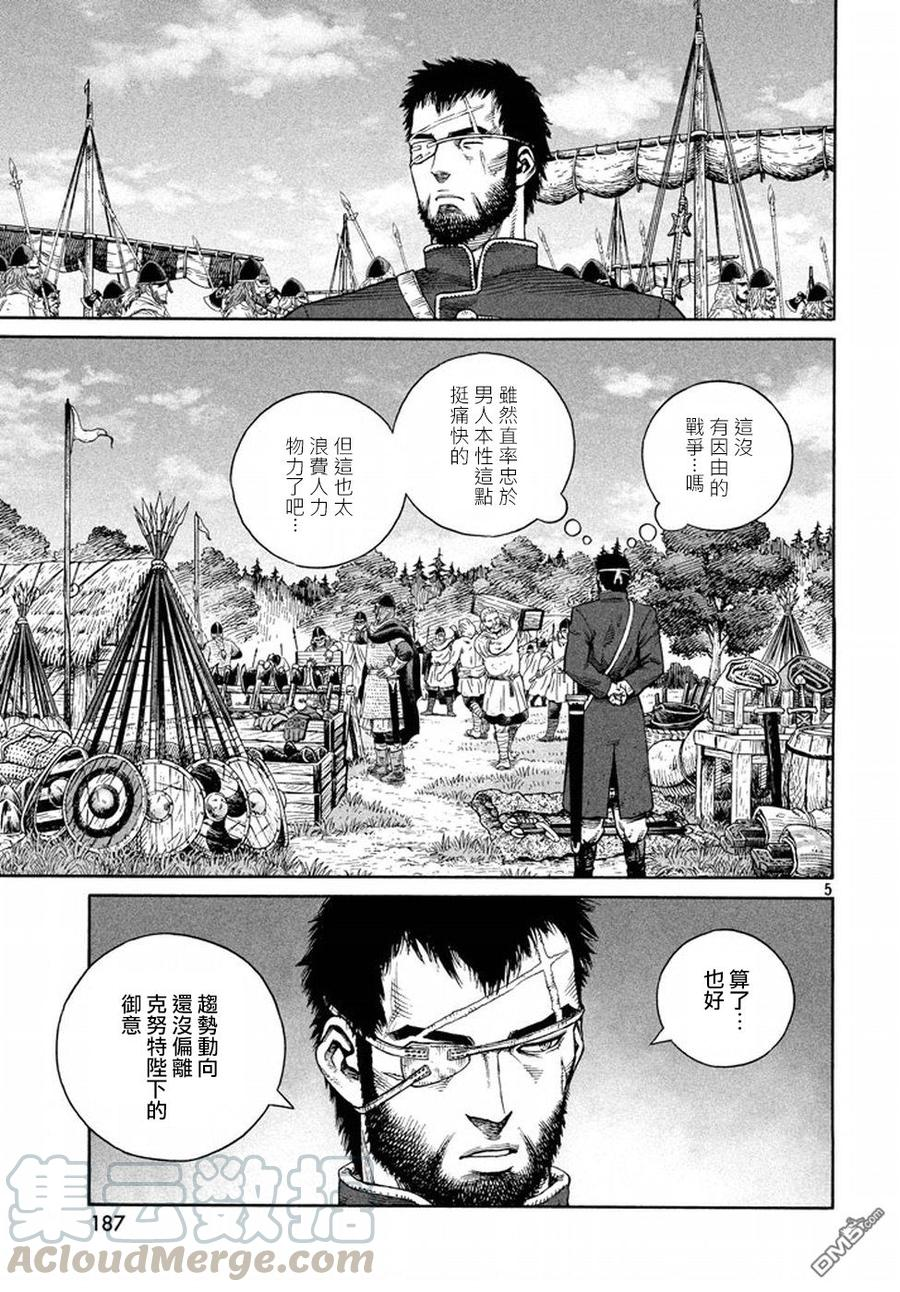 這沒
有因由的
戰爭…嗎
雖然直率忠於
男人本性這點
挺痛快的
但這也太
浪費人力
物力了吧…
5
算了…
也好
趨勢動向
還沒偏離
克努特陛下的
御意
187
集云数据
AcloudMerge.com
DM5.com